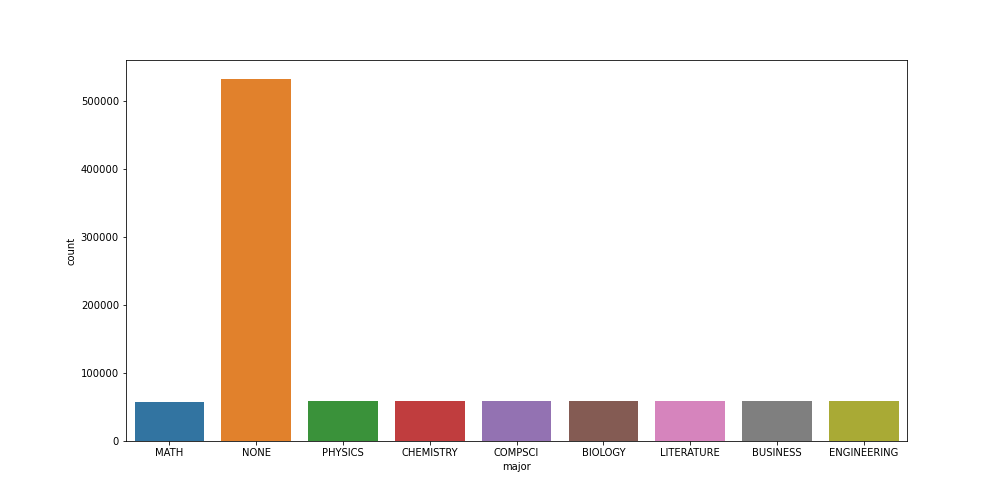 500000
400000
300000
200000
100000
0
count
MATH NONE PHYSICS CHEMISTRY COMPSCI BIOLOGY LITERATURE BUSINESS ENGINEERING
major